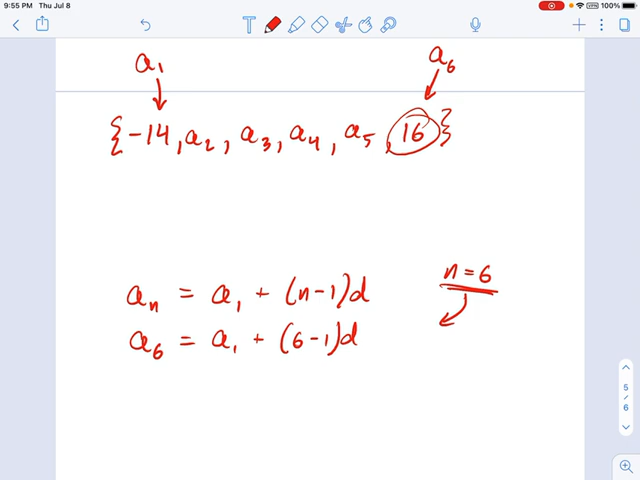 9:55 PM Thu Jul 8
100%
T
a₁
a₆
{-14, a₂, a₃, a₄, a₅, 16}
n = 6
aₙ = a₁ + (n-1)d
a₆ = a₁ + (6-1)d
5
/
6